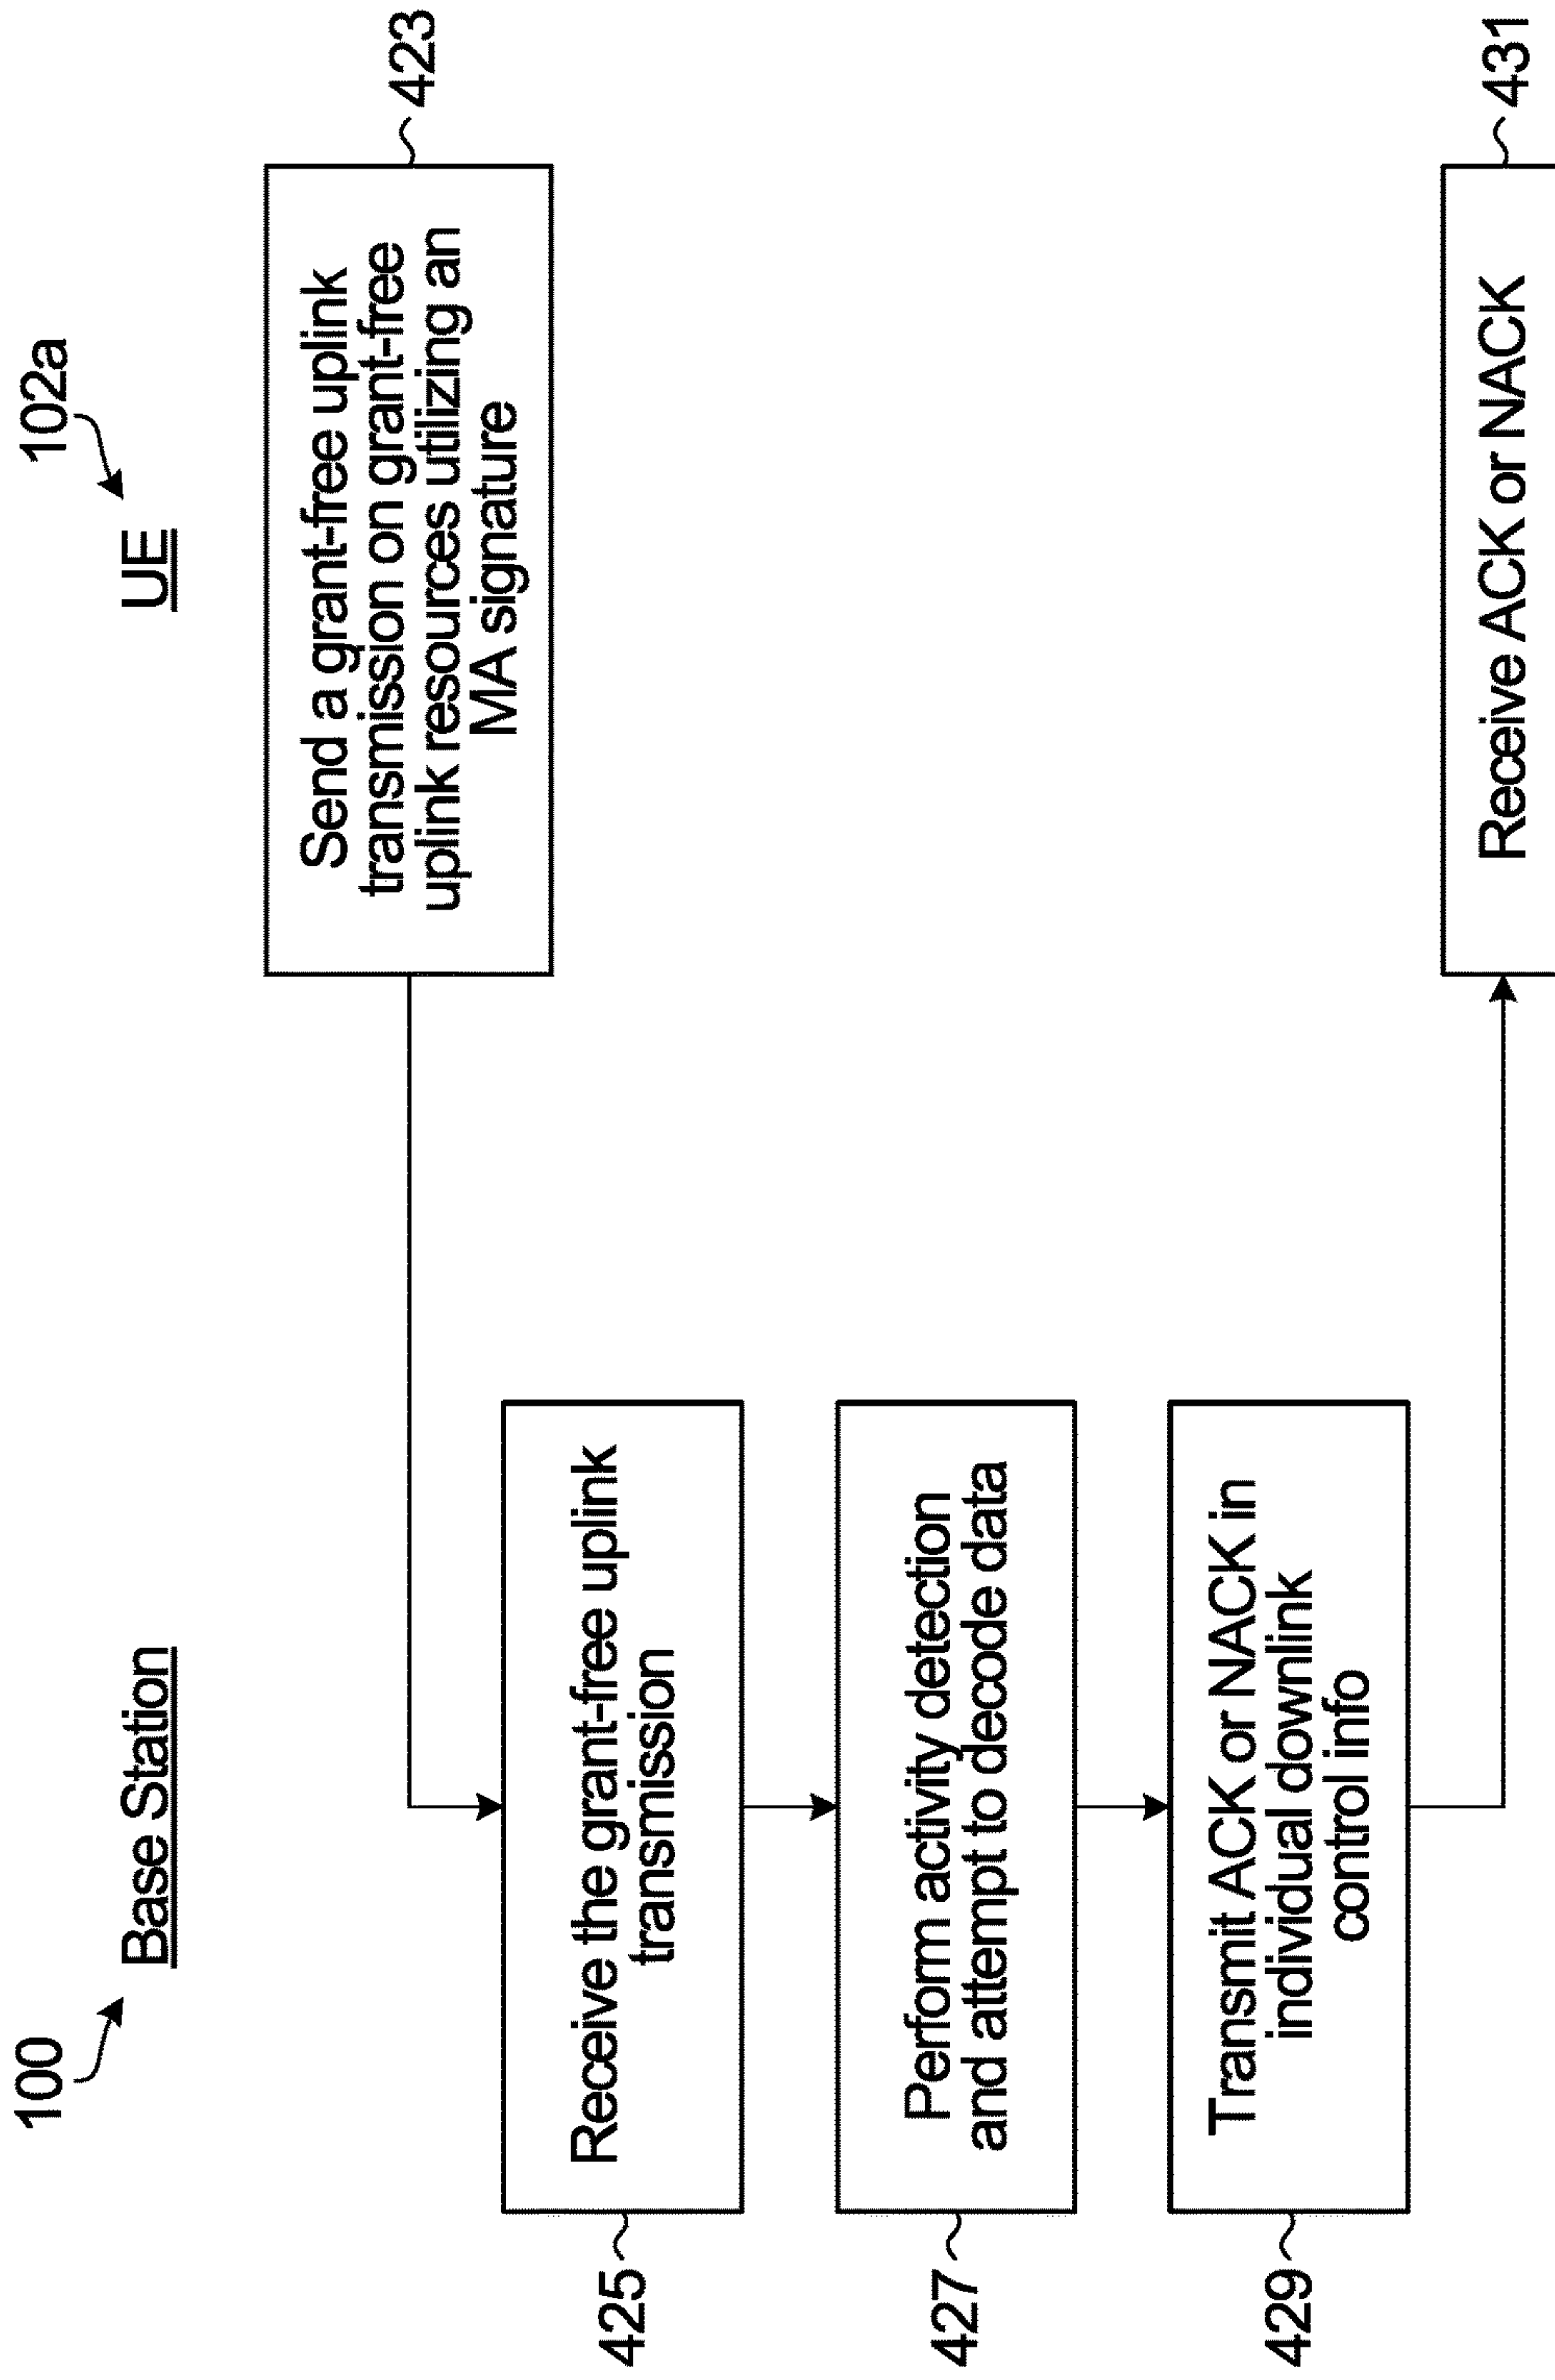 100
Base Station
102a
UE
Send a grant-free uplink
transmission on grant-free
uplink resources utilizing an
MA signature
423
425
Receive the grant-free uplink
transmission
427
Perform activity detection
and attempt to decode data
429
Transmit ACK or NACK in
individual downlink
control info
Receive ACK or NACK
431